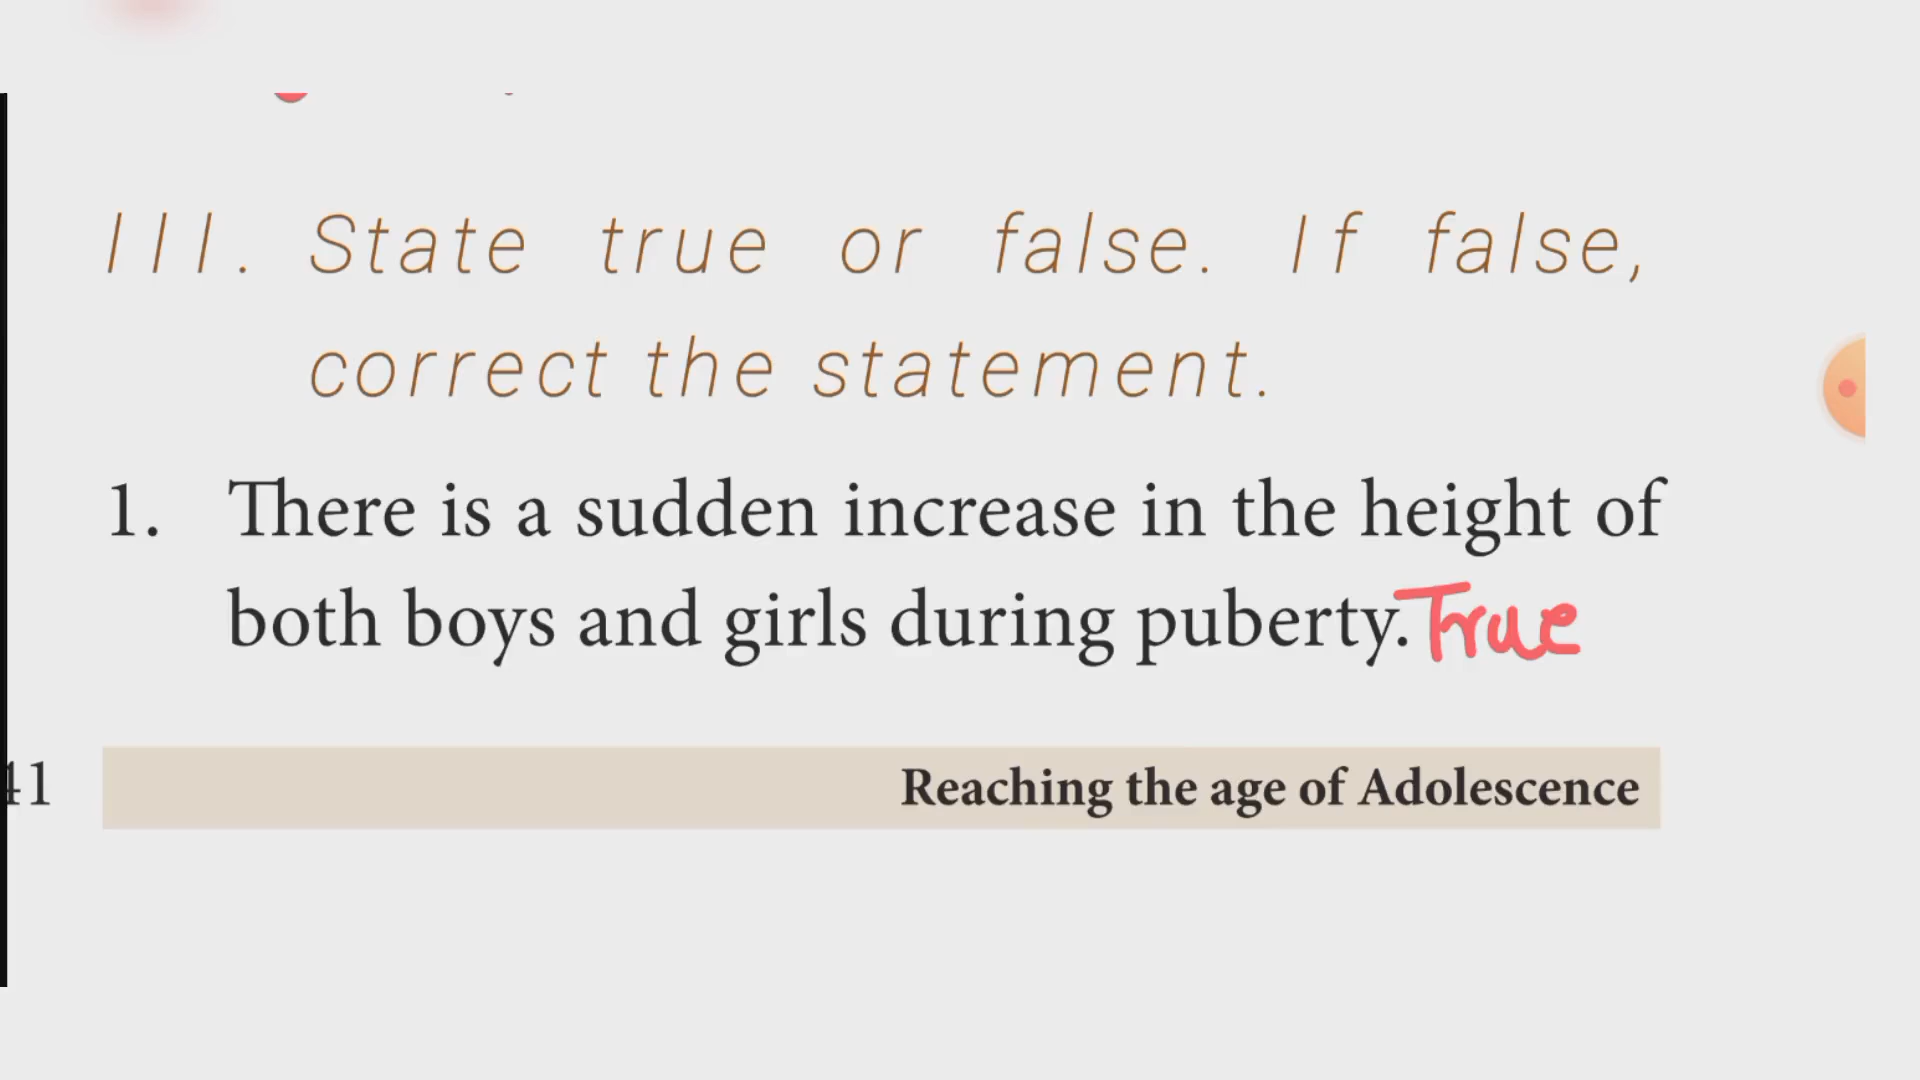 III. State true or false. If false,
correct the statement.
1. There is a sudden increase in the height of
both boys and girls during puberty. True
41 Reaching the age of Adolescence